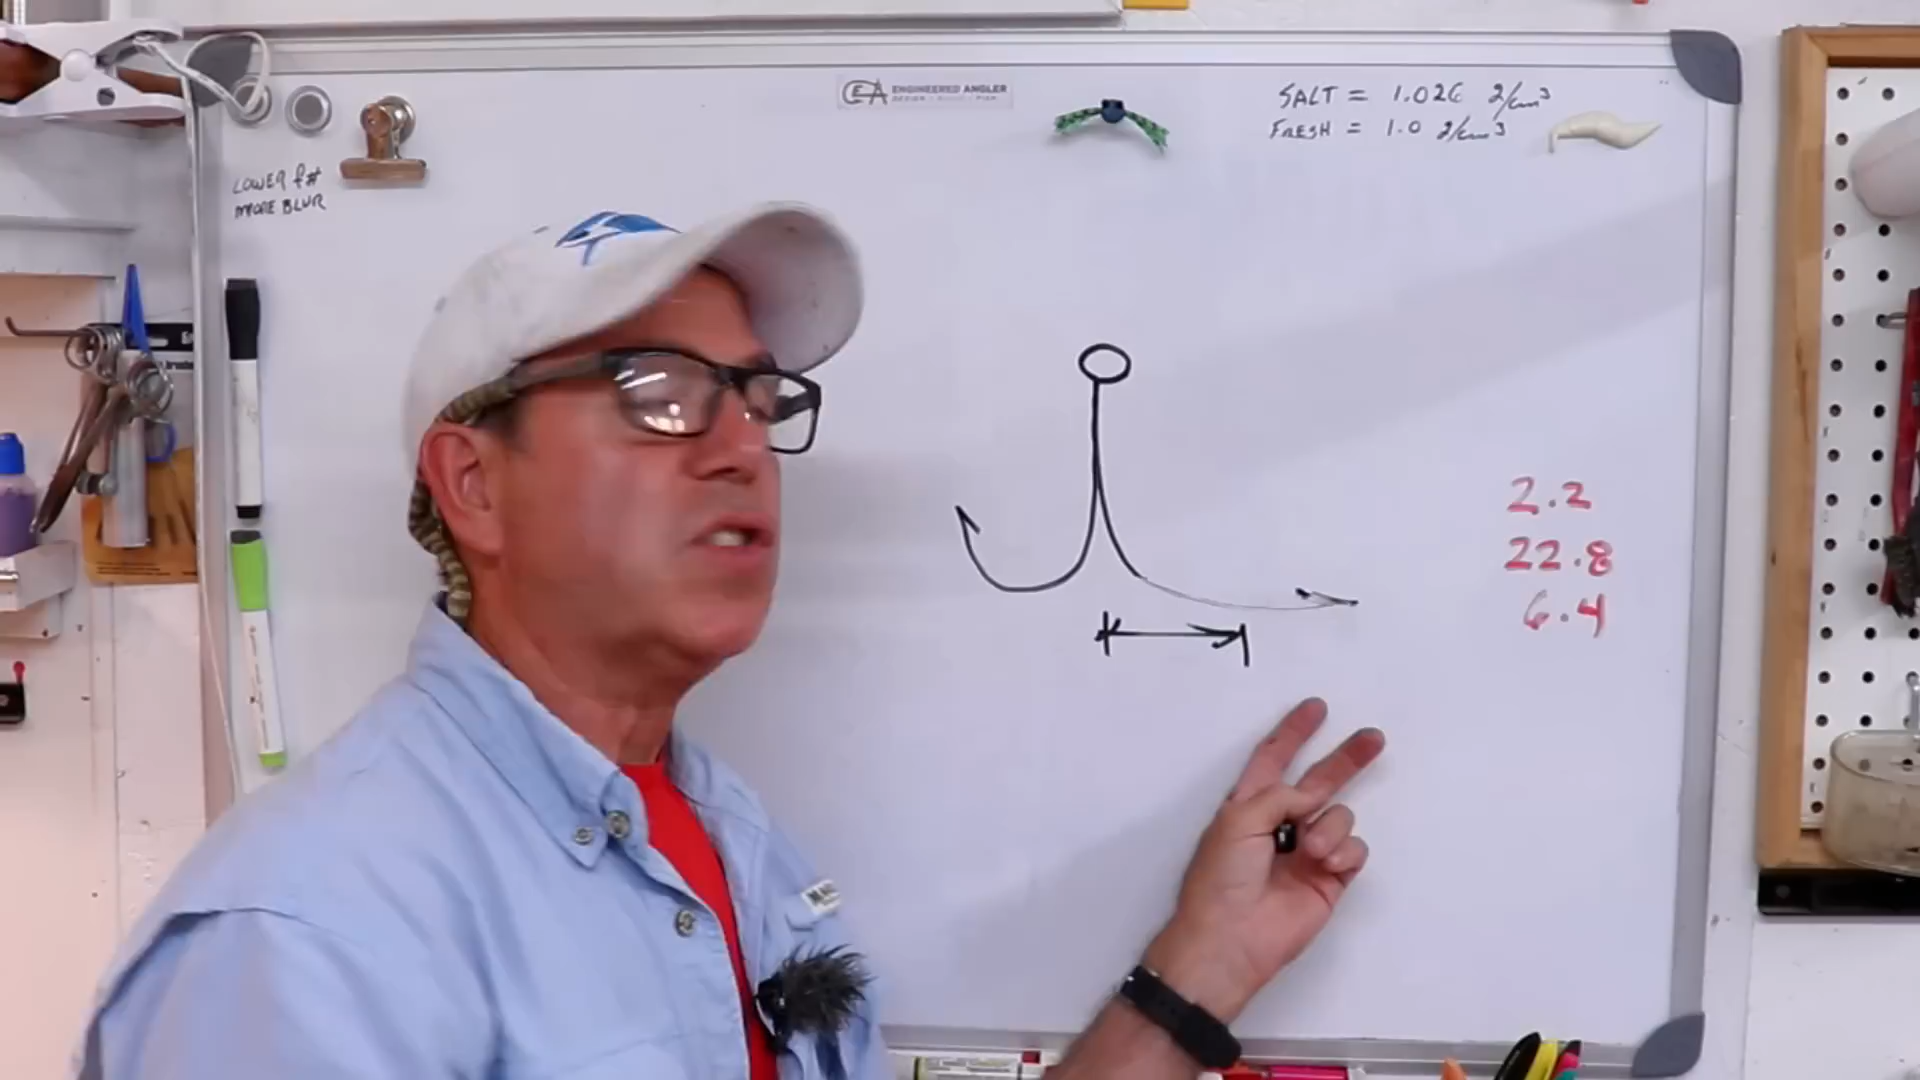 ENGINEERED ANGLER
SALT = 1.026 g/cm³
FRESH = 1.0 g/cm³
LOWER f#
MORE BLUR
2.2
22.8
6.4